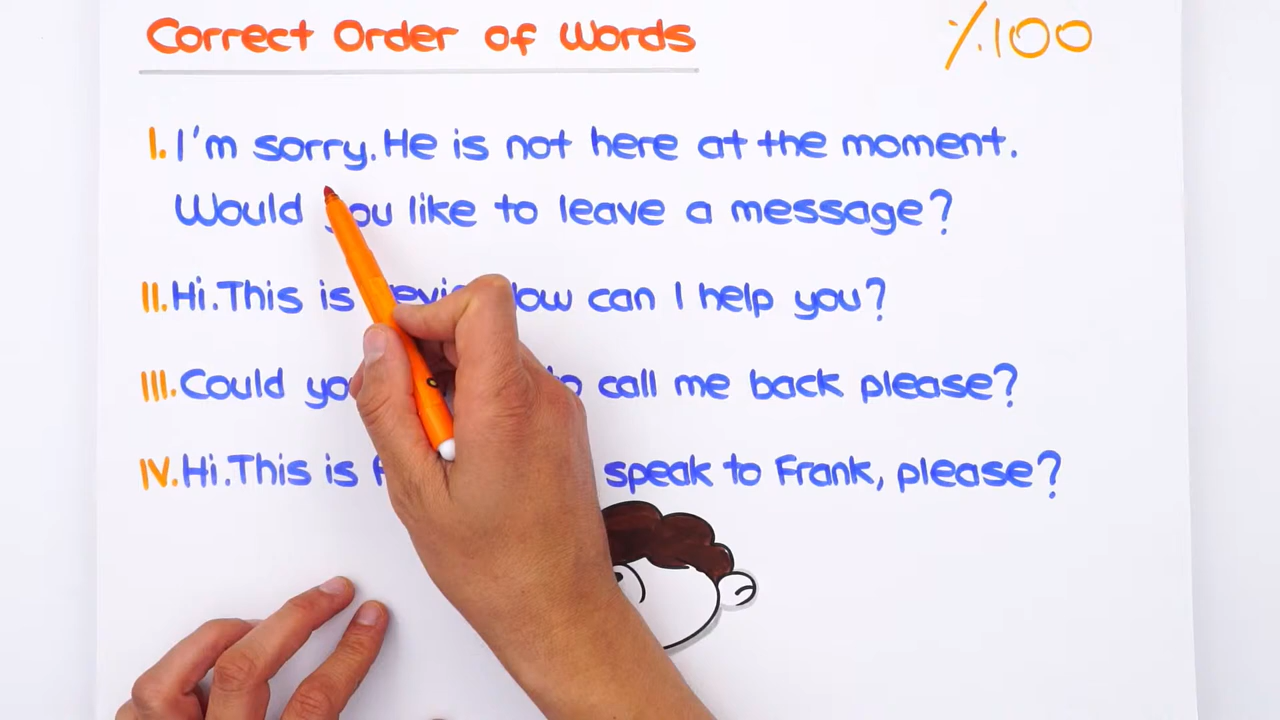 Correct Order of Words
٪100
I. I'm sorry. He is not here at the moment.
Would you like to leave a message?
II. Hi. This is can I help you?
III. Could call me back please?
IV. Hi. This is speak to Frank, please?